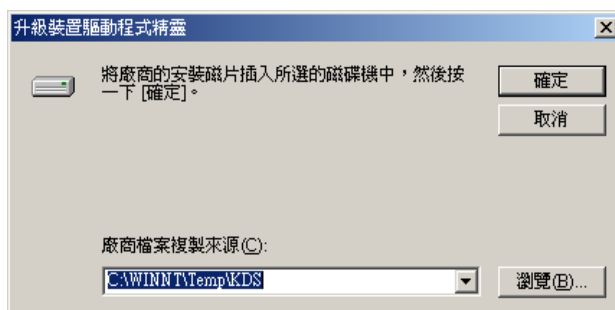 升級裝置驅動程式精靈
將廠商的安裝磁片插入所選的磁碟機中，然後按
一下 [確定]。
確定
取消
廠商檔案複製來源(C):
C:\WINNT\Temp\KDS
瀏覽(B)...